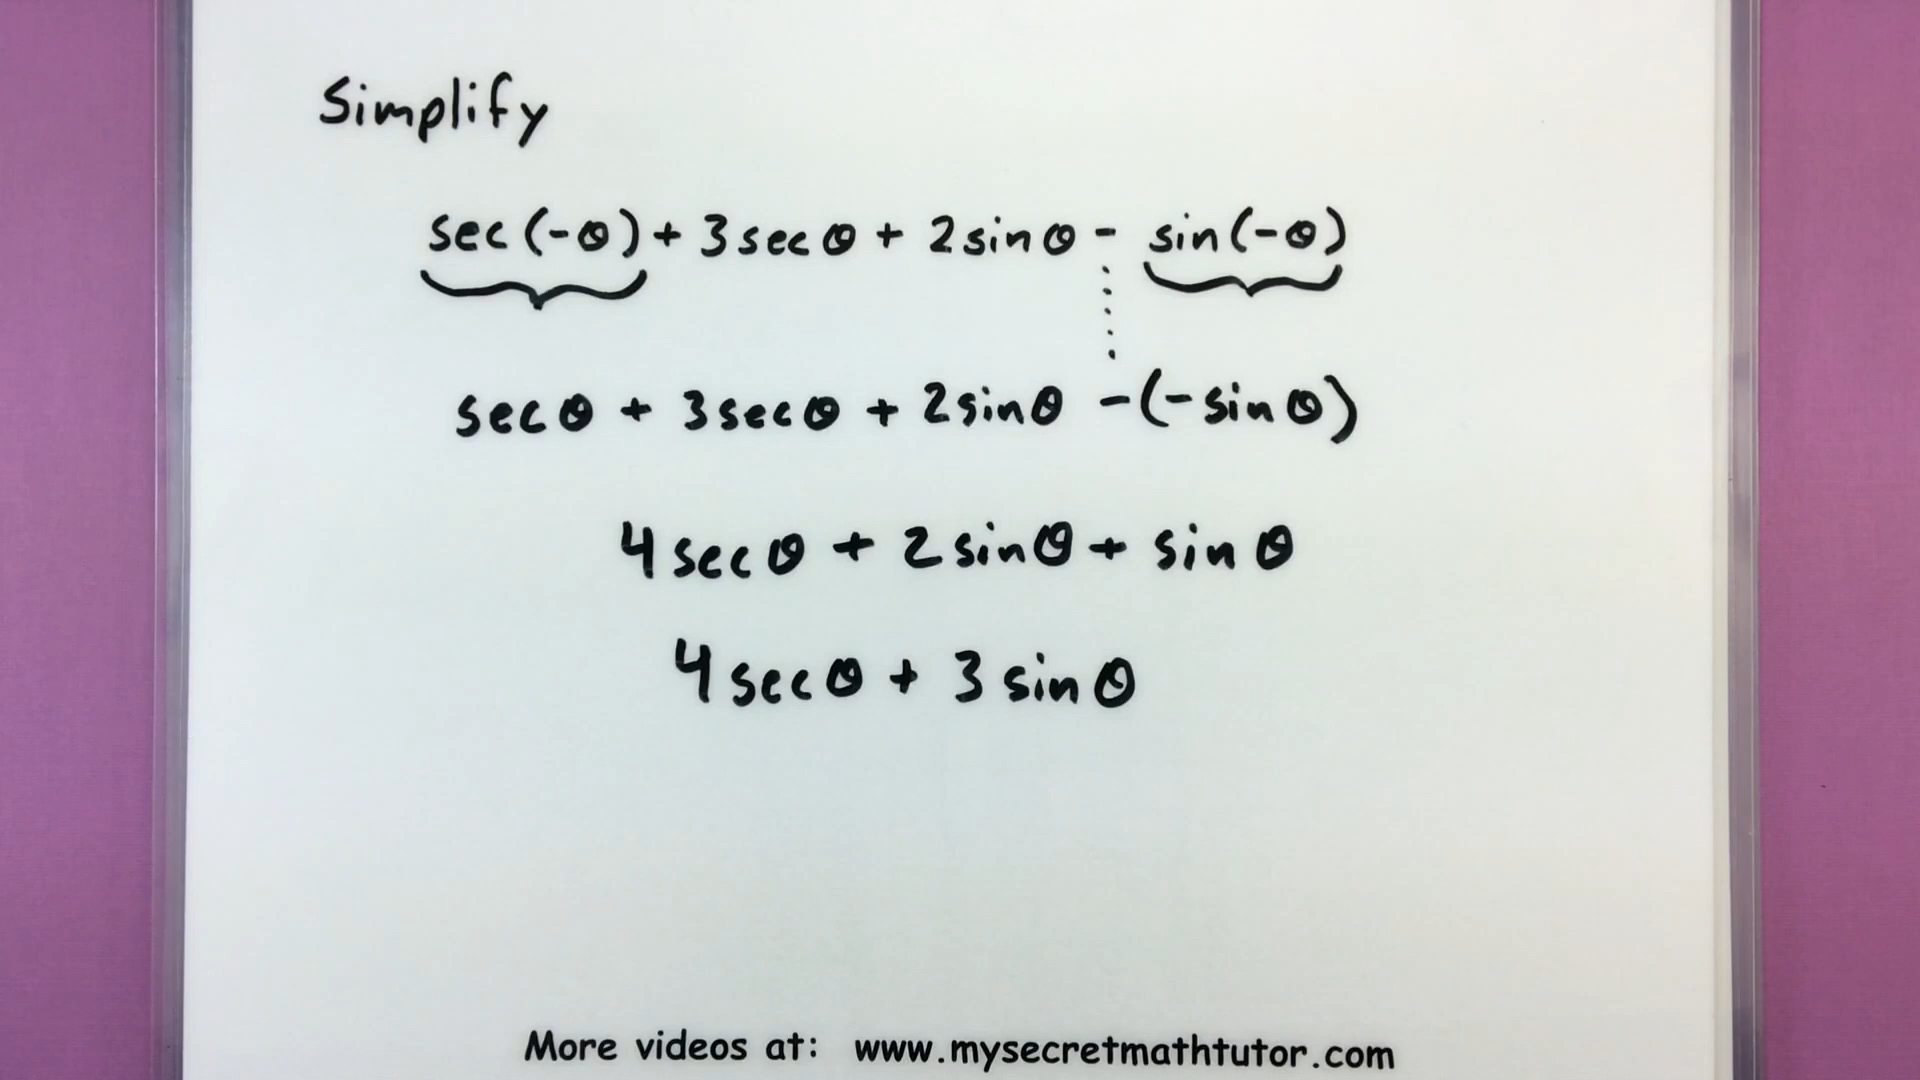 Simplify
sec(-θ) + 3secθ + 2sinθ - sin(-θ)
secθ + 3secθ + 2sinθ -(-sinθ)
4secθ + 2sinθ + sinθ
4secθ + 3sinθ
More videos at: www.mysecretmathtutor.com